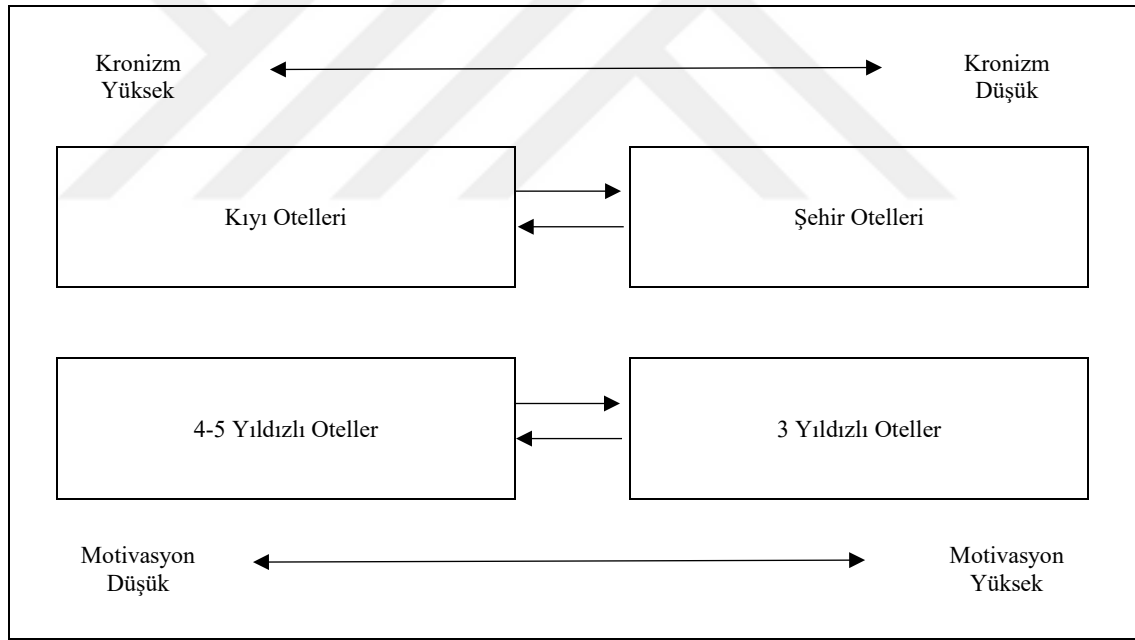 Kronizm
Yüksek
Kronizm
Düşük
Kıyı Otelleri
Şehir Otelleri
4-5 Yıldızlı Oteller
3 Yıldızlı Oteller
Motivasyon
Düşük
Motivasyon
Yüksek